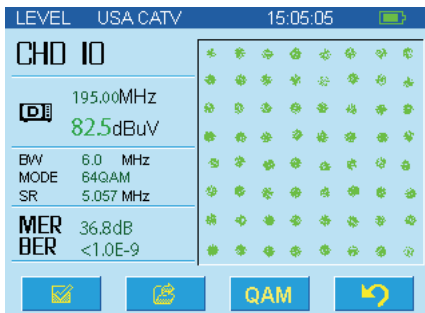 LEVEL USA CATV 15:05:05
CHD 10
D
195.00MHz
82.5dBuV
BW 6.0 MHz
MODE 64QAM
SR 5.057 MHz
MER 36.8dB
BER <1.0E-9
QAM